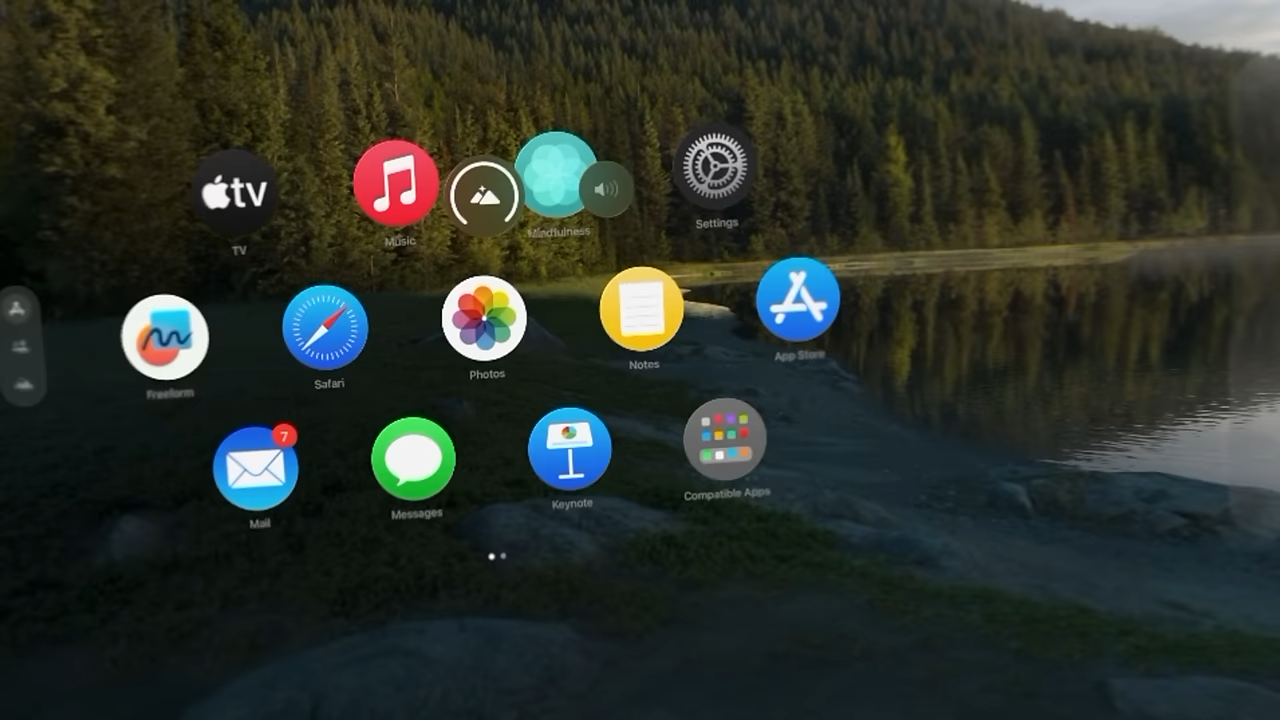 tv
TV
Music
Mindfulness
Settings
Freeform
Safari
Photos
Notes
App Store
7
Mail
Messages
Keynote
Compatible Apps